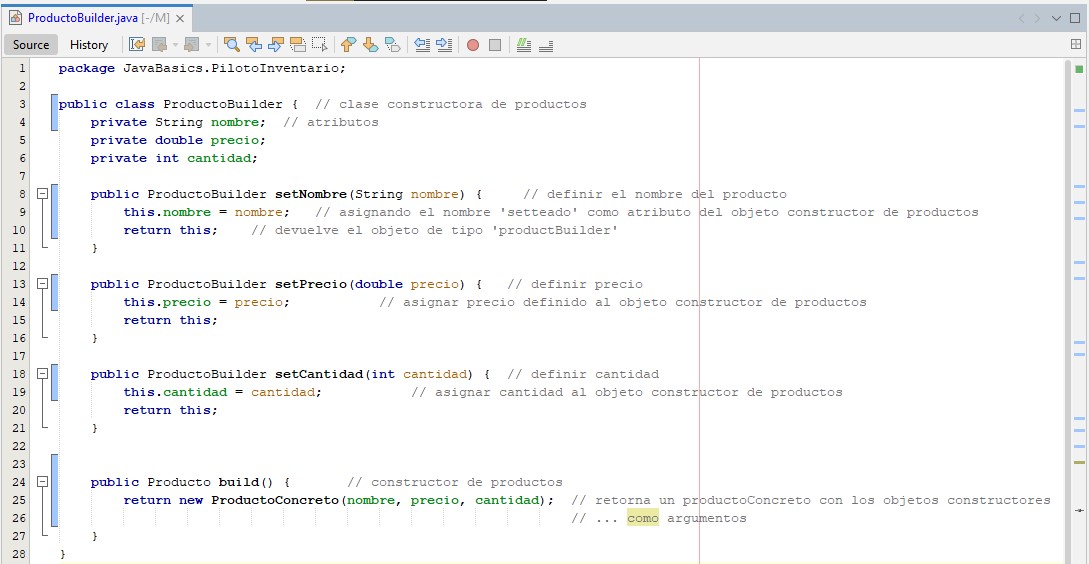 ProductoBuilder.java [-/M]
Source History
1 package JavaBasics.PilotoInventario;
2
3 public class ProductoBuilder { // clase constructora de productos
4 private String nombre; // atributos
5 private double precio;
6 private int cantidad;
7
8 public ProductoBuilder setNombre(String nombre) { // definir el nombre del producto
9 this.nombre = nombre; // asignando el nombre 'setteado' como atributo del objeto constructor de productos
10 return this; // devuelve el objeto de tipo 'productBuilder'
11 }
12
13 public ProductoBuilder setPrecio(double precio) { // definir precio
14 this.precio = precio; // asignar precio definido al objeto constructor de productos
15 return this;
16 }
17
18 public ProductoBuilder setCantidad(int cantidad) { // definir cantidad
19 this.cantidad = cantidad; // asignar cantidad al objeto constructor de productos
20 return this;
21 }
22
23
24 public Producto build() { // constructor de productos
25 return new ProductoConcreto(nombre, precio, cantidad); // retorna un productoConcreto con los objetos constructores
26 // ... como argumentos
27 }
28 }